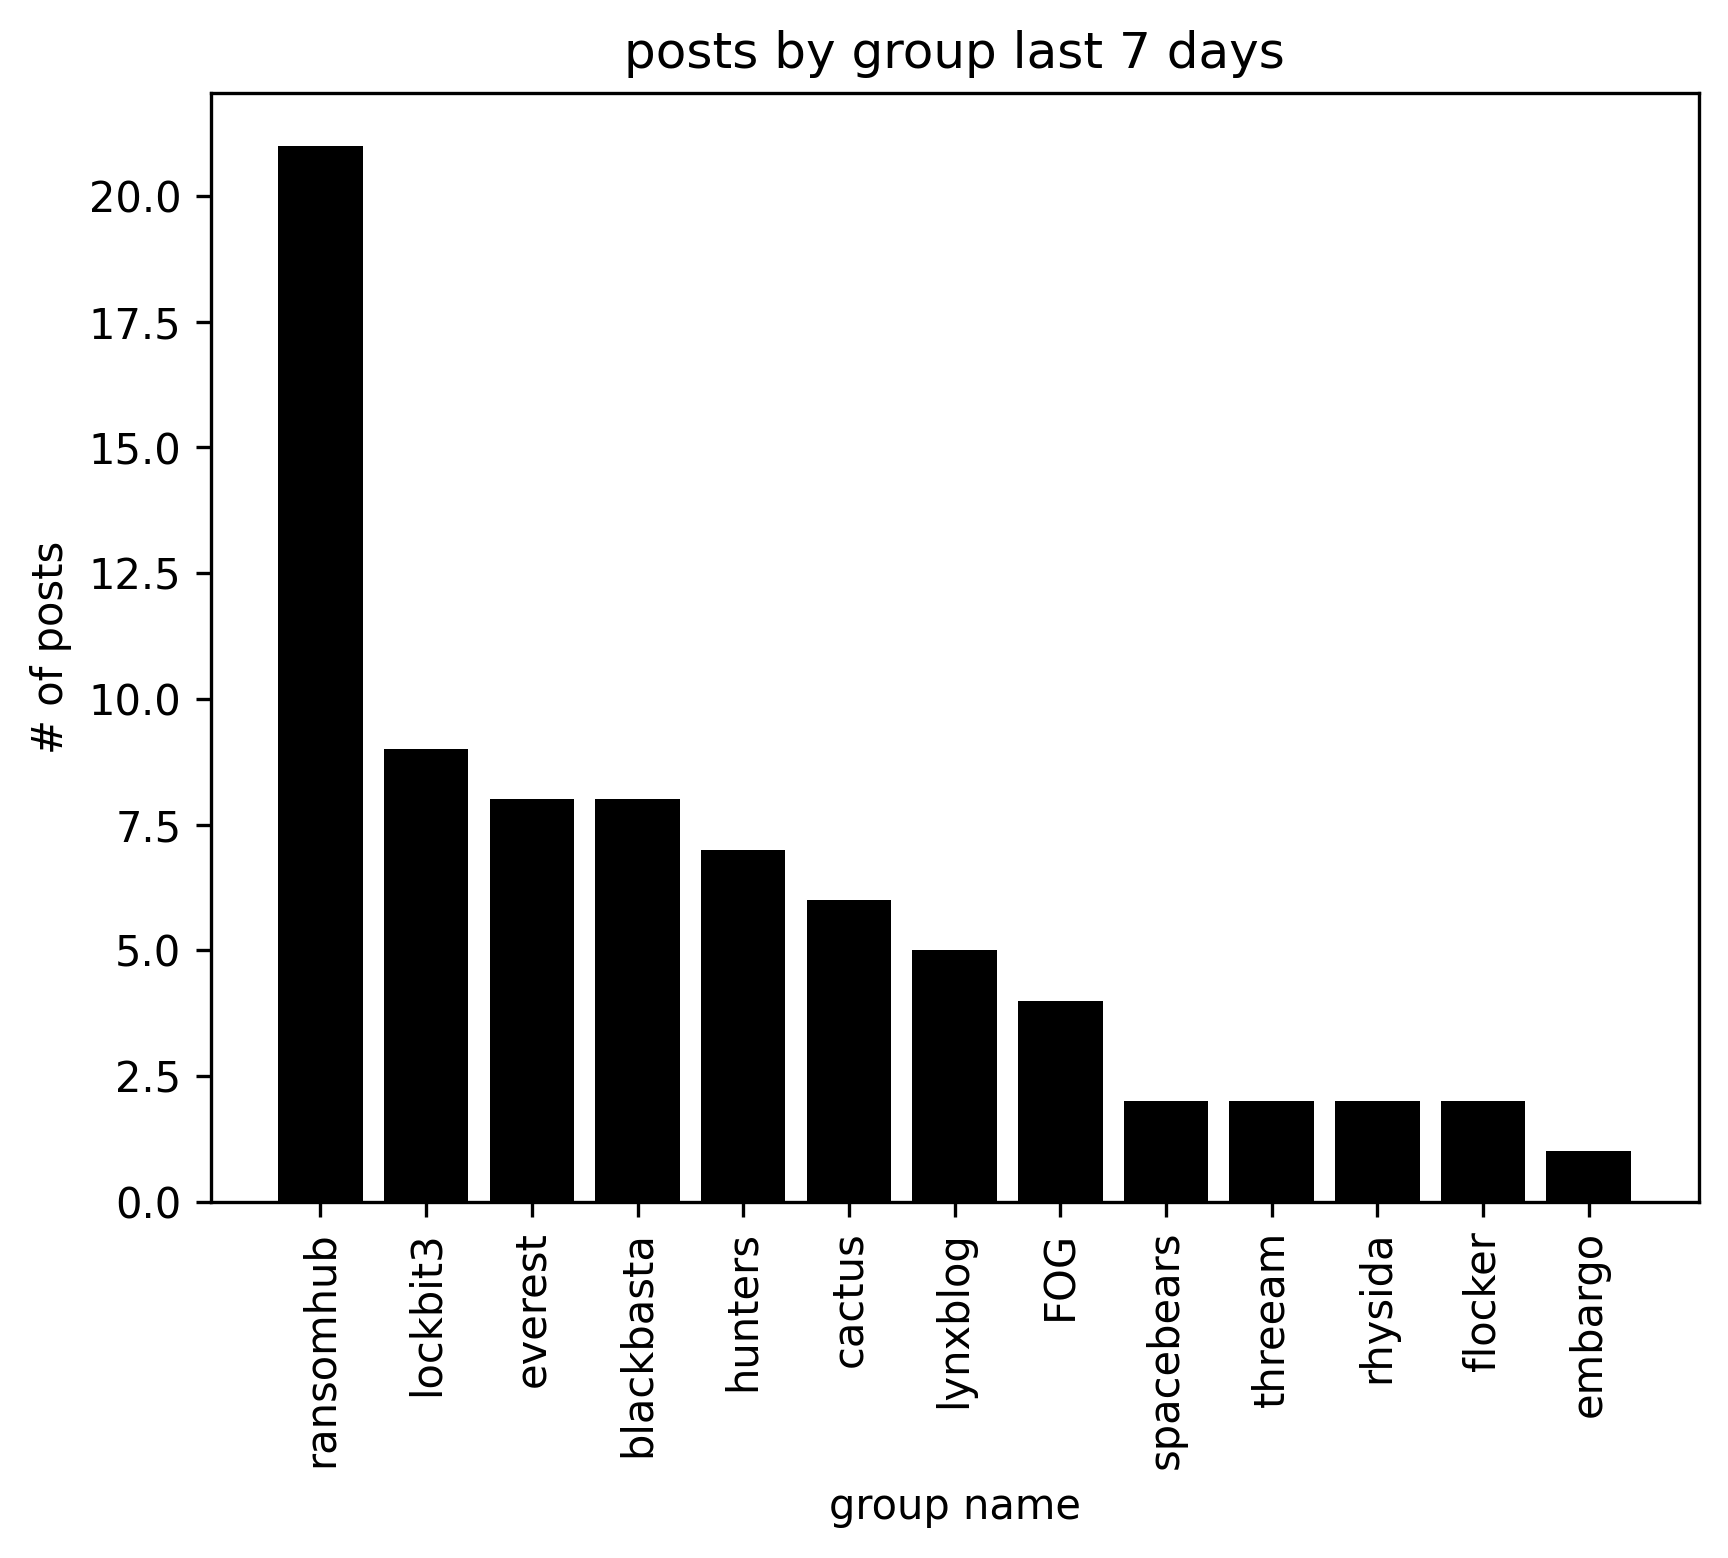 posts by group last 7 days
# of posts
20.0
17.5
15.0
12.5
10.0
7.5
5.0
2.5
0.0
ransomhub
lockbit3
everest
blackbasta
hunters
cactus
lynxblog
FOG
spacebears
threeam
rhysida
flocker
embargo
group name